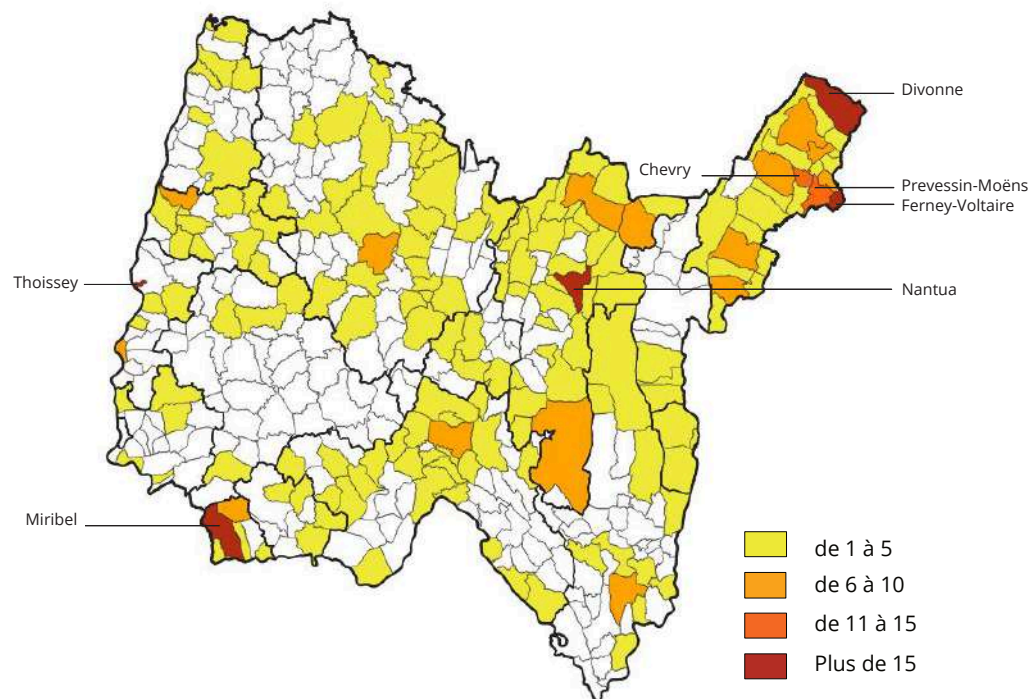 Divonne
Chevry
Prevessin-Moëns
Ferney-Voltaire
Thoissey
Nantua
Miribel
de 1 à 5
de 6 à 10
de 11 à 15
Plus de 15